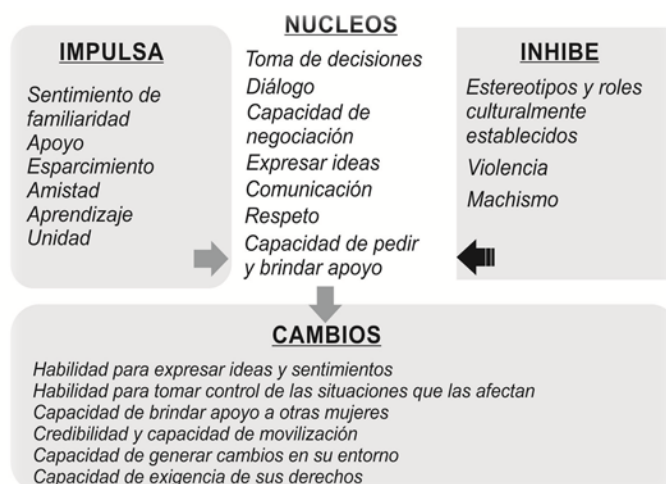 IMPULSA
Sentimiento de
familiaridad
Apoyo
Esparcimiento
Amistad
Aprendizaje
Unidad
NUCLEOS
Toma de decisiones
Diálogo
Capacidad de
negociación
Expresar ideas
Comunicación
Respeto
Capacidad de pedir
y brindar apoyo
INHIBE
Estereotipos y roles
culturalmente
establecidos
Violencia
Machismo
CAMBIOS
Habilidad para expresar ideas y sentimientos
Habilidad para tomar control de las situaciones que las afectan
Capacidad de brindar apoyo a otras mujeres
Credibilidad y capacidad de movilización
Capacidad de generar cambios en su entorno
Capacidad de exigencia de sus derechos